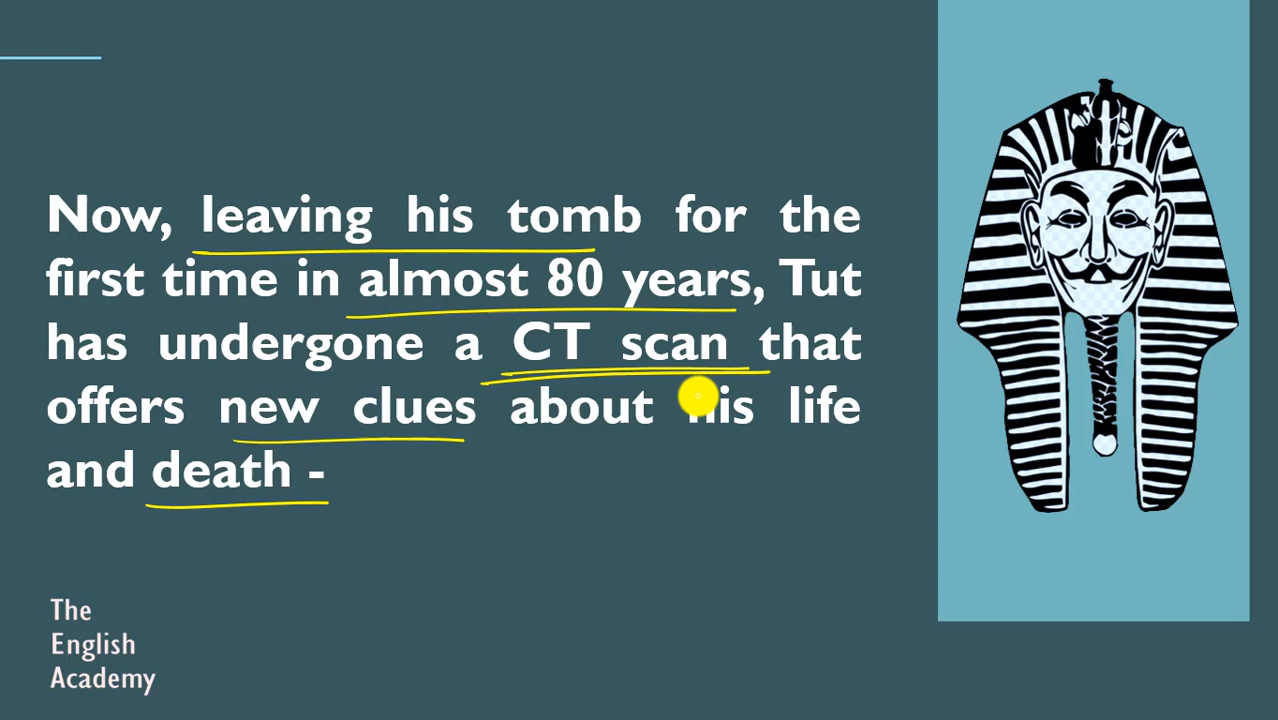 Now, leaving his tomb for the
first time in almost 80 years, Tut
has undergone a CT scan that
offers new clues about his life
and death -
The
English
Academy